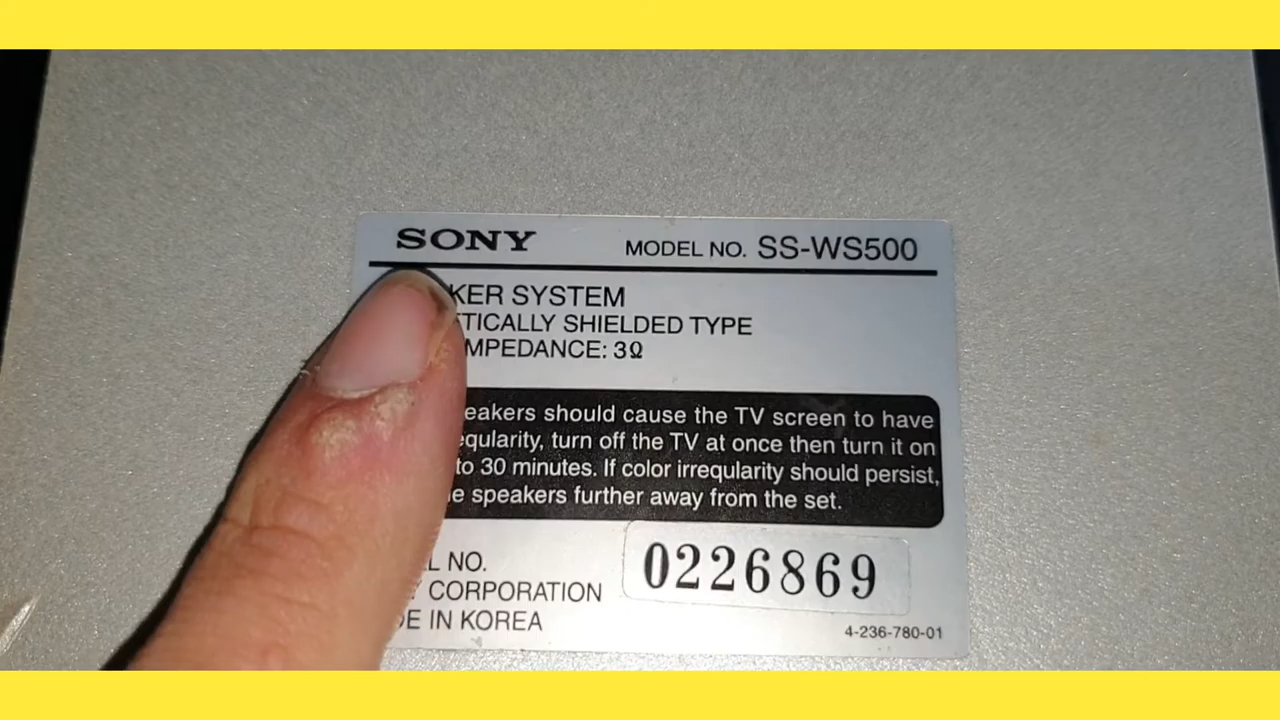 SONY MODEL NO. SS-WS500
KER SYSTEM
TICALLY SHIELDED TYPE
MPEDANCE: 3Ω
eakers should cause the TV screen to have
eqularity, turn off the TV at once then turn it on
to 30 minutes. If color irreqularity should persist,
e speakers further away from the set.
L NO. 0226869
CORPORATION
E IN KOREA
4-236-780-01